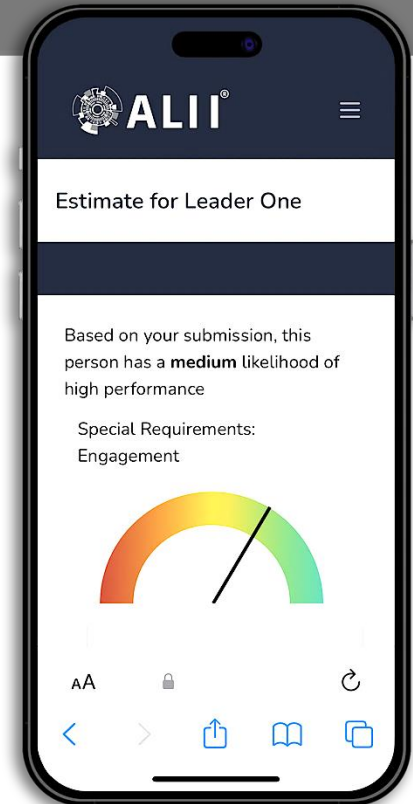 ALII®
Estimate for Leader One
Based on your submission, this
person has a medium likelihood of
high performance
Special Requirements:
Engagement
AA